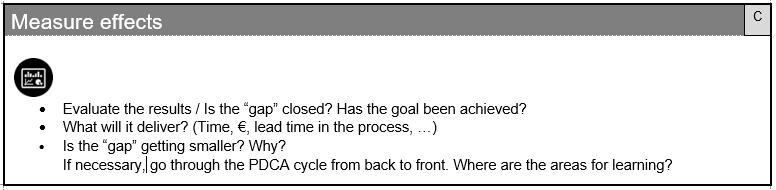 Measure effects
C
• Evaluate the results / Is the “gap” closed? Has the goal been achieved?
• What will it deliver? (Time, €, lead time in the process, …)
• Is the “gap” getting smaller? Why?
If necessary, go through the PDCA cycle from back to front. Where are the areas for learning?